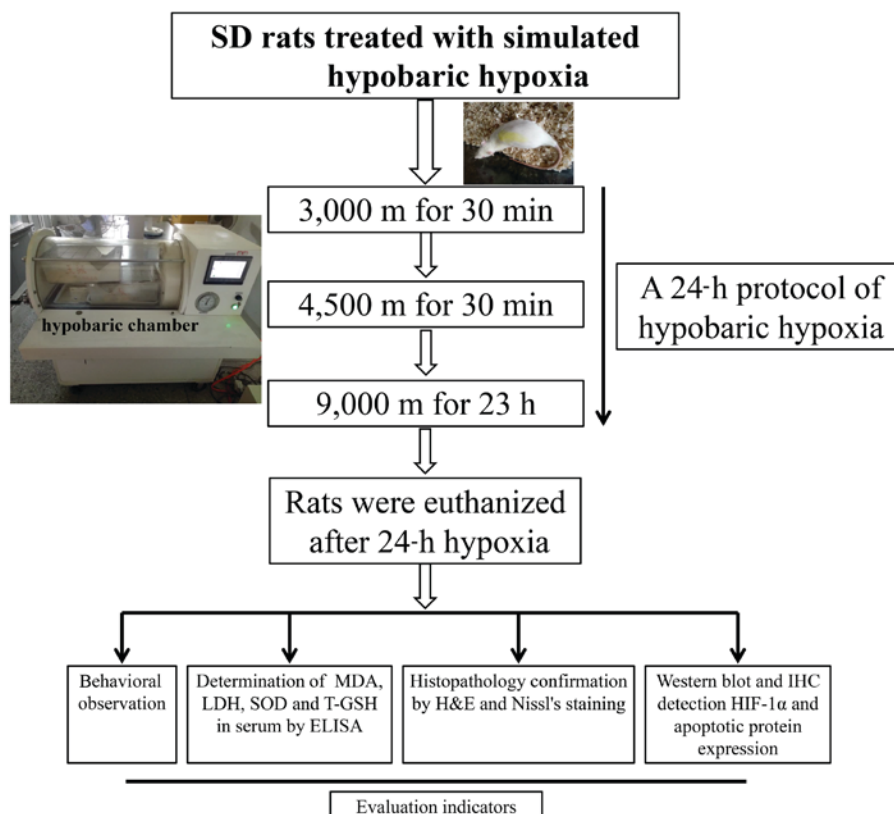 SD rats treated with simulated
hypobaric hypoxia
3,000 m for 30 min
hypobaric chamber
4,500 m for 30 min
A 24-h protocol of
hypobaric hypoxia
9,000 m for 23 h
Rats were euthanized
after 24-h hypoxia
Behavioral
observation
Determination of MDA,
LDH, SOD and T-GSH
in serum by ELISA
Histopathology confirmation
by H&E and Nissl's staining
Western blot and IHC
detection HIF-1α and
apoptotic protein
expression
Evaluation indicators